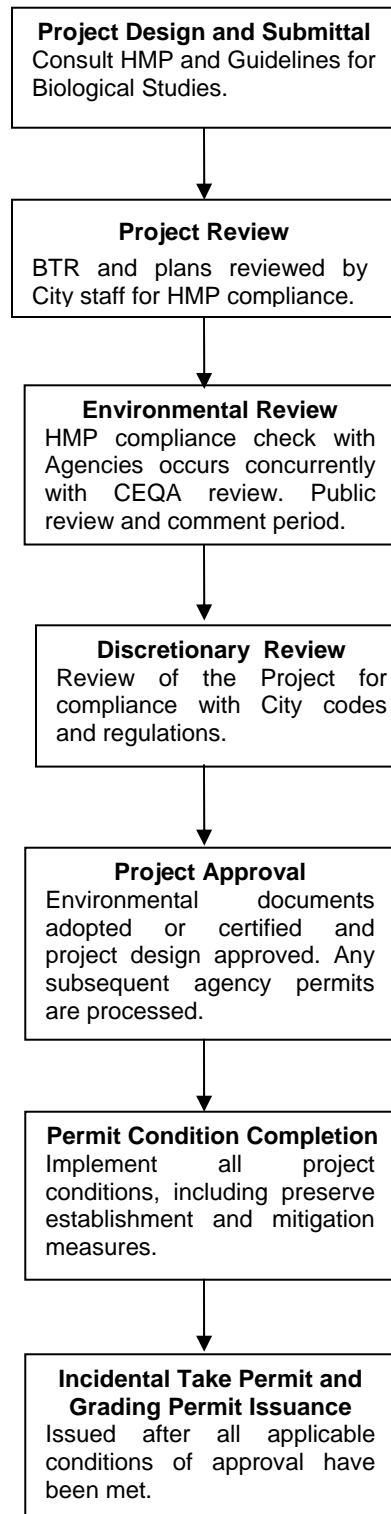 Project Design and Submittal
Consult HMP and Guidelines for
Biological Studies.
Project Review
BTR and plans reviewed by
City staff for HMP compliance.
Environmental Review
HMP compliance check with
Agencies occurs concurrently
with CEQA review. Public
review and comment period.
Discretionary Review
Review of the Project for
compliance with City codes
and regulations.
Project Approval
Environmental documents
adopted or certified and
project design approved. Any
subsequent agency permits
are processed.
Permit Condition Completion
Implement all project
conditions, including preserve
establishment and mitigation
measures.
Incidental Take Permit and
Grading Permit Issuance
Issued after all applicable
conditions of approval have
been met.